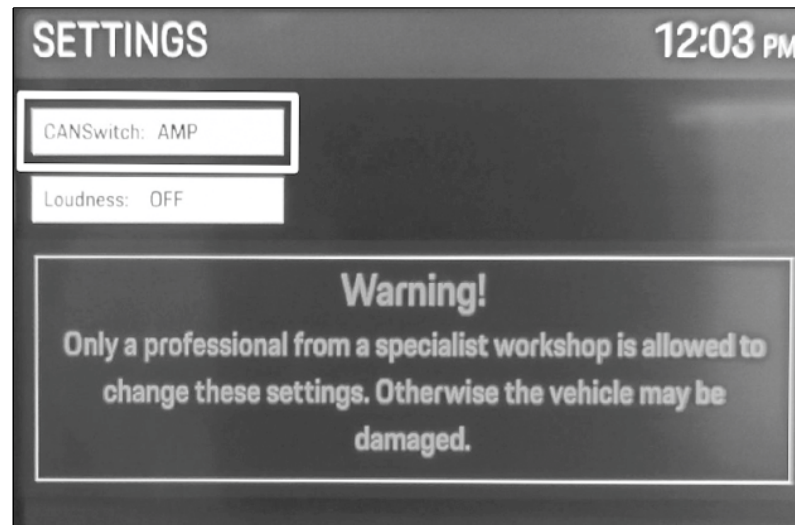 SETTINGS 12:03 PM
CANSwitch: AMP
Loudness: OFF
Warning!
Only a professional from a specialist workshop is allowed to
change these settings. Otherwise the vehicle may be
damaged.